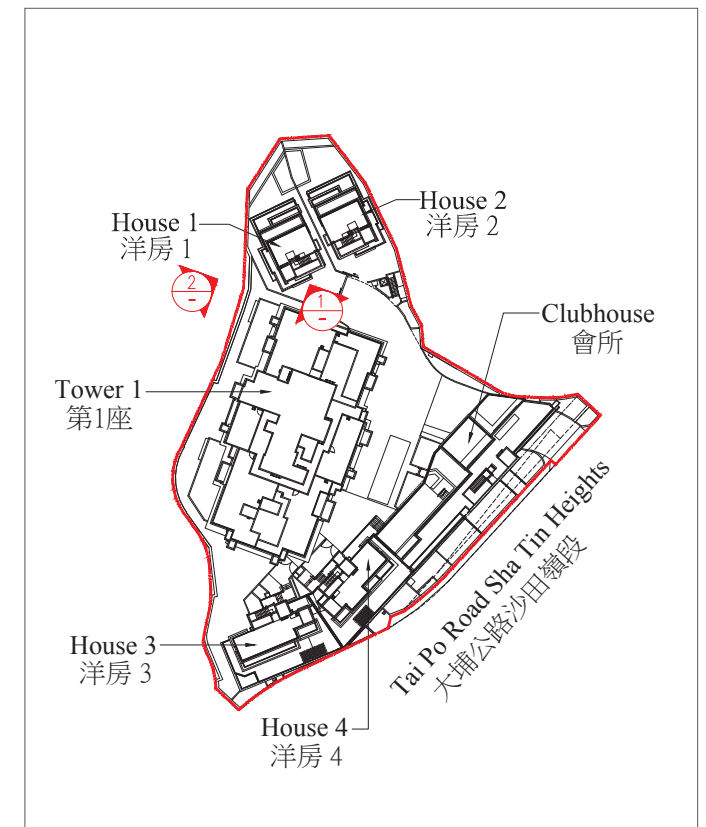 House 1
洋房 1
House 2
洋房 2
2
-
1
-
Clubhouse
會所
Tower 1
第1座
Tai Po Road Sha Tin Heights
大埔公路沙田嶺段
House 3
洋房 3
House 4
洋房 4